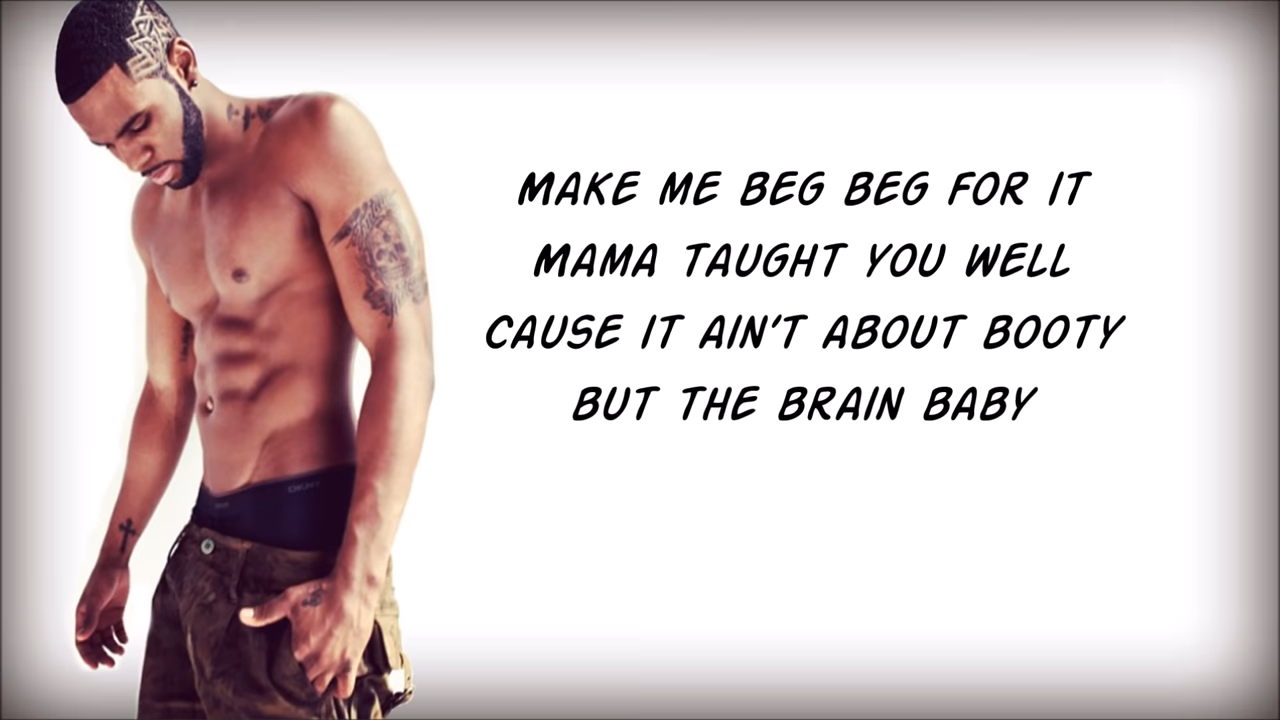 MAKE ME BEG BEG FOR IT
MAMA TAUGHT YOU WELL
CAUSE IT AIN'T ABOUT BOOTY
BUT THE BRAIN BABY
DKNY